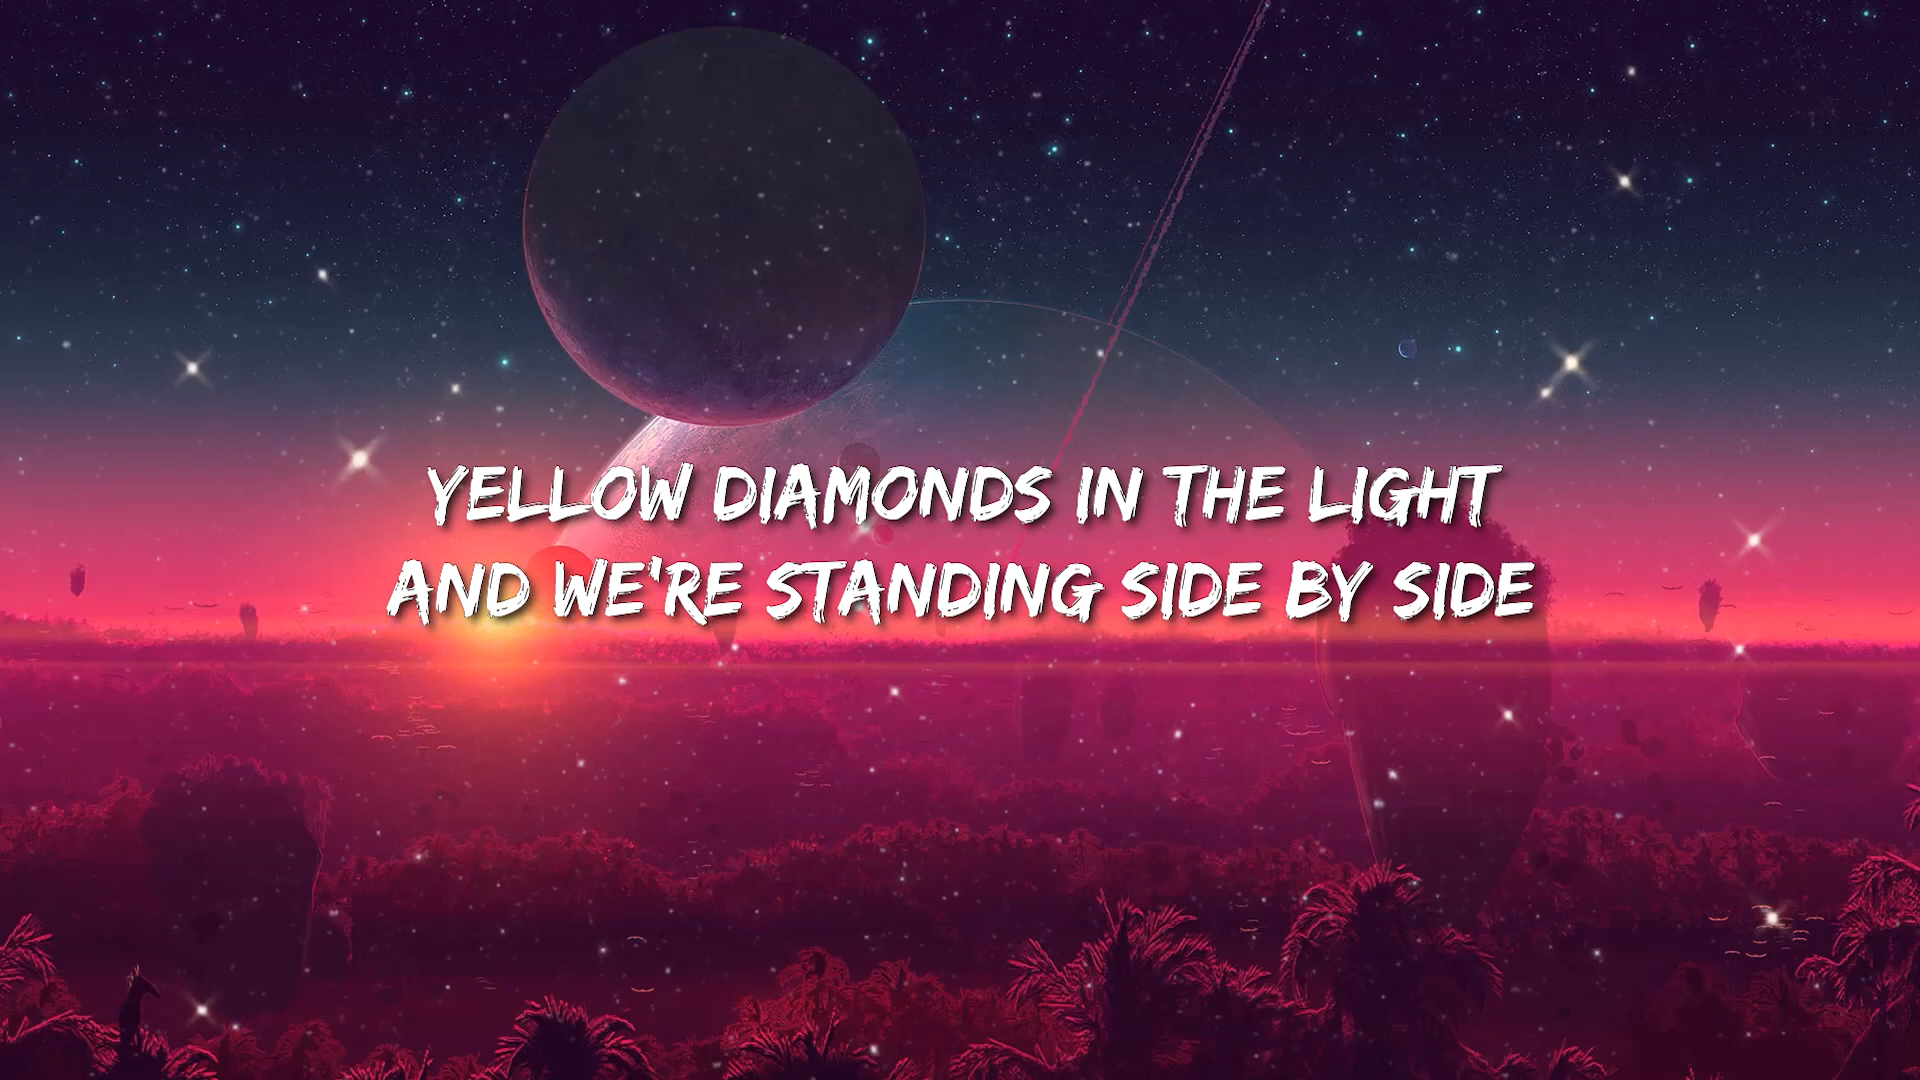 YELLOW DIAMONDS IN THE LIGHT
AND WE'RE STANDING SIDE BY SIDE